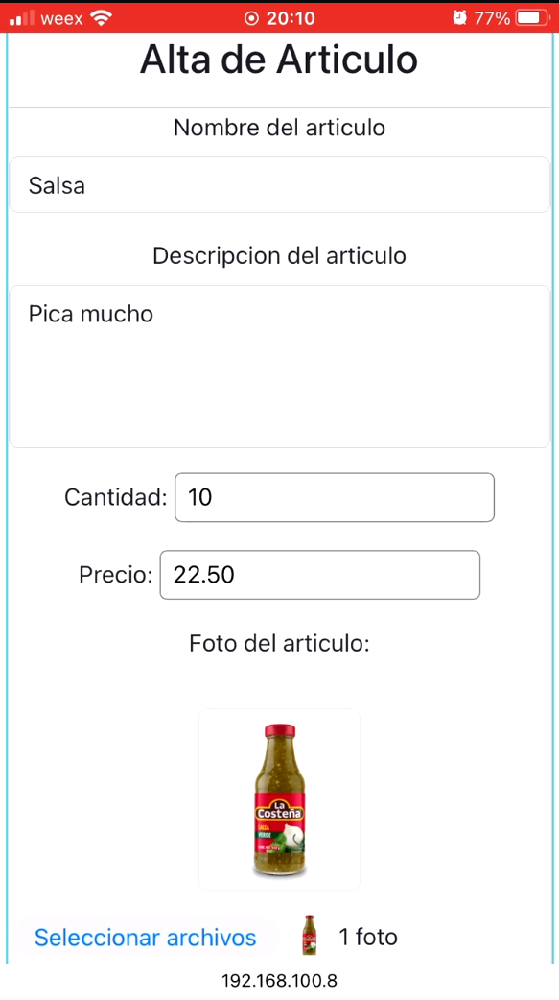 weex 20:10 77%
Alta de Articulo
Nombre del articulo
Salsa
Descripcion del articulo
Pica mucho
Cantidad: 10
Precio: 22.50
Foto del articulo:
La
Costeña
SALSA
VERDE
Seleccionar archivos 1 foto
192.168.100.8